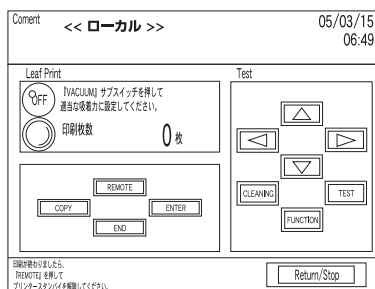 Coment
<< ローカル >>
05/03/15
06:49
Leaf Print
OFF
『VACUUM』サブスイッチを押して
適当な吸着力に設定してください。
印刷枚数 0 枚
REMOTE
COPY
ENTER
END
Test
CLEANING
TEST
FUNCTION
印刷が終わりましたら、
『REMOTE』を押して
プリンタースタンバイを解除してください。
Return/Stop